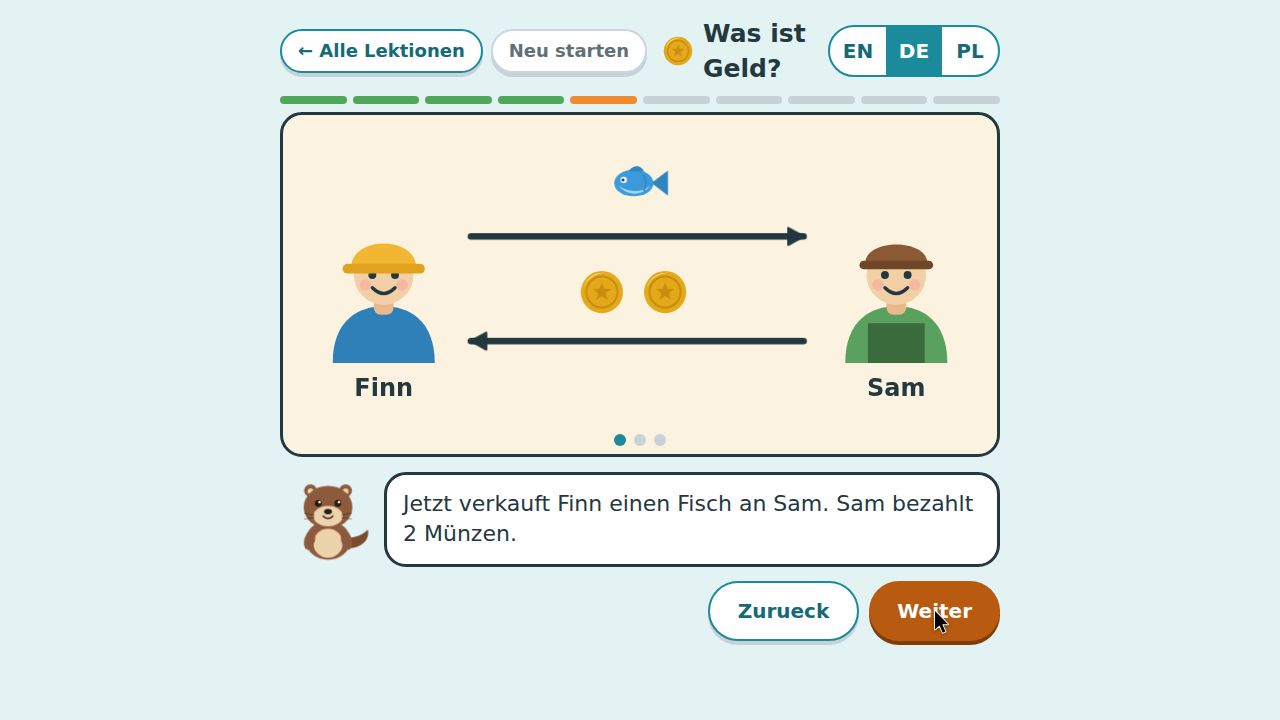 ← Alle Lektionen
Neu starten
Was ist
Geld?
EN DE PL
Finn
Sam
Jetzt verkauft Finn einen Fisch an Sam. Sam bezahlt
2 Münzen.
Zurueck
Weiter